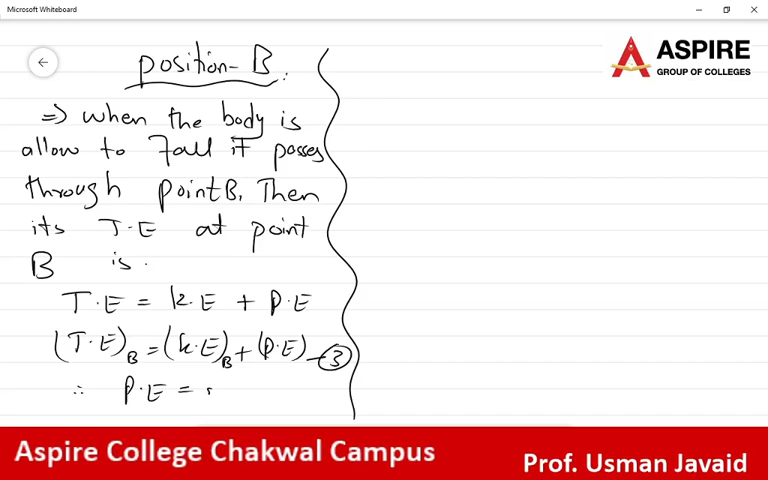 Microsoft Whiteboard
ASPIRE
GROUP OF COLLEGES
position-B.
⇒ when the body is
allow to fall it passes
through point B, Then
its T.E at point
B is.
T.E = k.E + P.E
(T.E)B = (k.E)B + (P.E) - ③
∴ P.E =
Aspire College Chakwal Campus
Prof. Usman Javaid